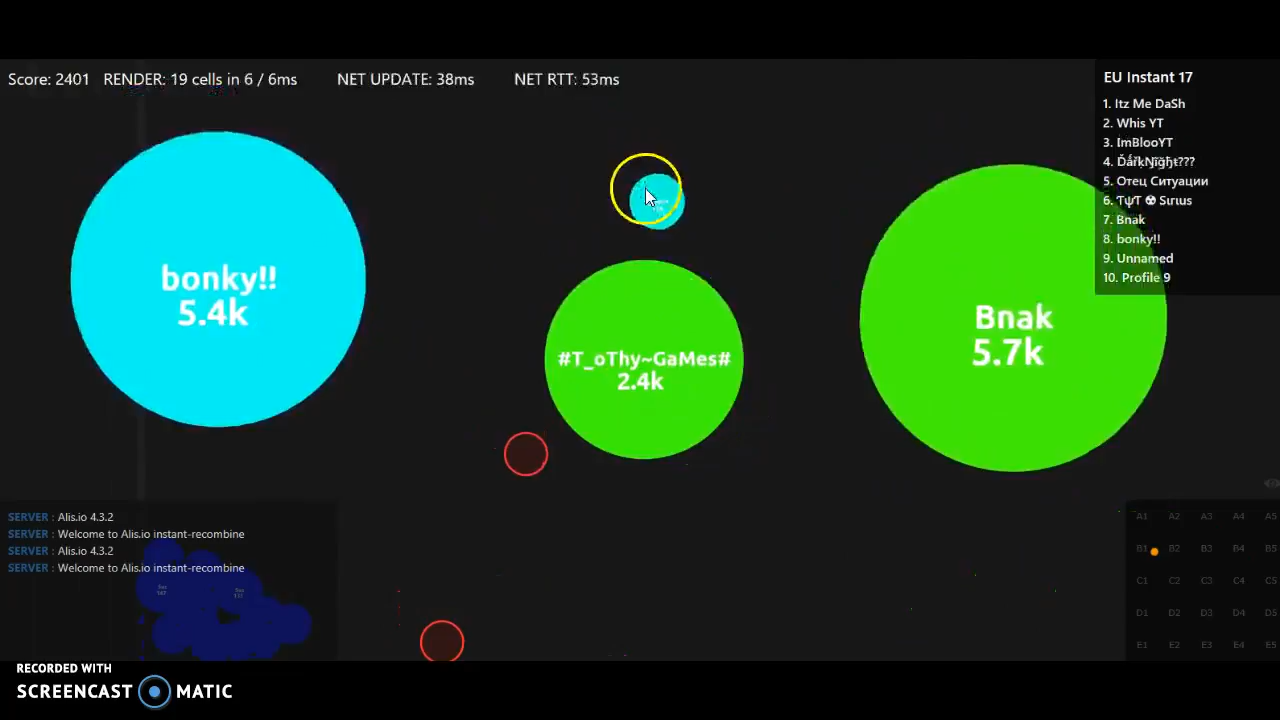 Score: 2401 RENDER: 19 cells in 6 / 6ms NET UPDATE: 38ms NET RTT: 53ms
EU Instant 17
1. Itz Me DaSh
2. Whis YT
3. ImBlooYT
5. Отец Ситуации
6. TψT ☢ Sırıus
7. Bnak
8. bonky!!
9. Unnamed
10. Profile 9
bonky!!
5.4k
#T_oThy~GaMes#
2.4k
Bnak
5.7k
SERVER : Alis.io 4.3.2
SERVER : Welcome to Alis.io instant-recombine
SERVER : Alis.io 4.3.2
SERVER : Welcome to Alis.io instant-recombine
A1 A2 A3 A4 A5
B1 B2 B3 B4 B5
C1 C2 C3 C4 C5
D1 D2 D3 D4 D5
E1 E2 E3 E4 E5
RECORDED WITH
SCREENCAST MATIC